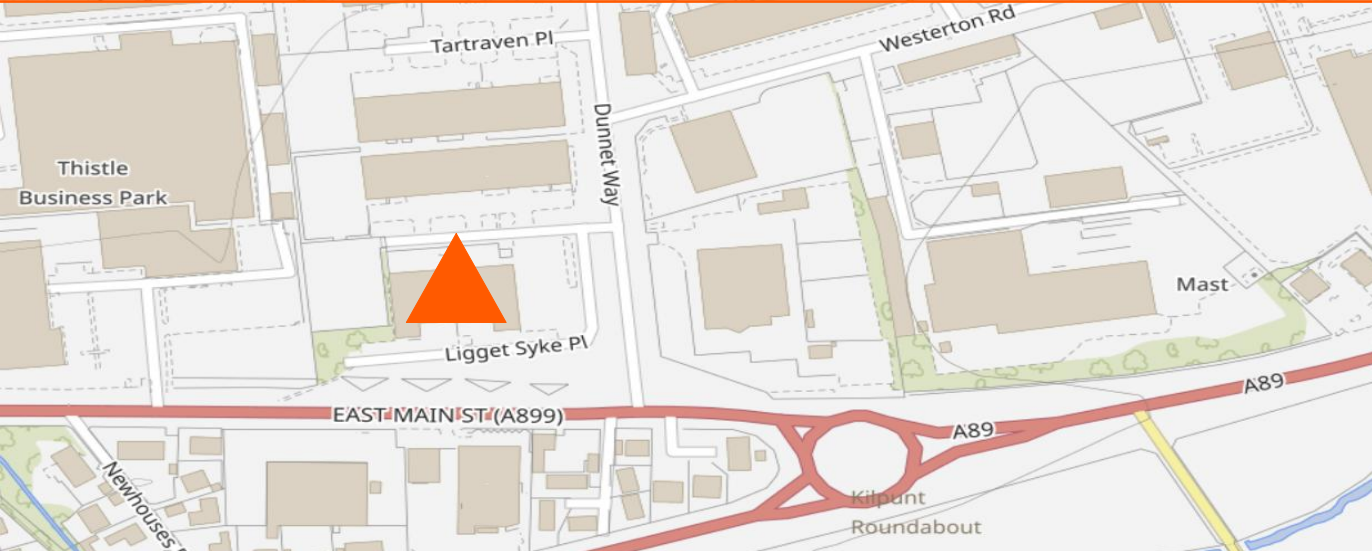 Tartraven Pl
Westerton Rd
Dunnet Way
Thistle
Business Park
Mast
Ligget Syke Pl
A89
EAST MAIN ST (A899)
A89
Newhouses
Kilpunt
Roundabout